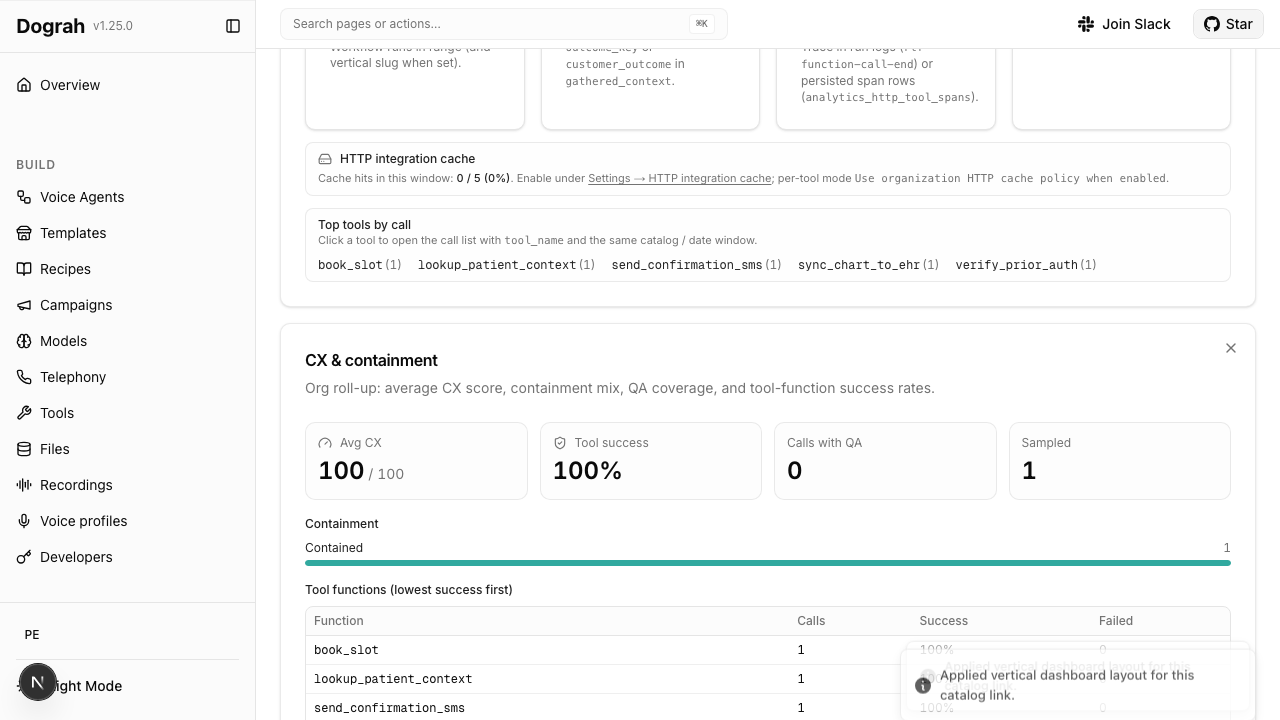 Dograh v1.25.0
Search pages or actions... ⌘K
Join Slack
Star
Overview
BUILD
Voice Agents
Templates
Recipes
Campaigns
Models
Telephony
Tools
Files
Recordings
Voice profiles
Developers
PE
N
ight Mode
vertical slug when set).
customer_outcome in
gathered_context.
function-call-end) or
persisted span rows
(analytics_http_tool_spans).
HTTP integration cache
Cache hits in this window: 0 / 5 (0%). Enable under Settings → HTTP integration cache; per-tool mode Use organization HTTP cache policy when enabled.
Top tools by call
Click a tool to open the call list with tool_name and the same catalog / date window.
book_slot (1) lookup_patient_context (1) send_confirmation_sms (1) sync_chart_to_ehr (1) verify_prior_auth (1)
CX & containment
Org roll-up: average CX score, containment mix, QA coverage, and tool-function success rates.
Avg CX
100 / 100
Tool success
100%
Calls with QA
0
Sampled
1
Containment
Contained 1
Tool functions (lowest success first)
Function Calls Success Failed
book_slot 1 100% 0
lookup_patient_context 1
send_confirmation_sms 1 100% 0
Applied vertical dashboard layout for this
catalog link.